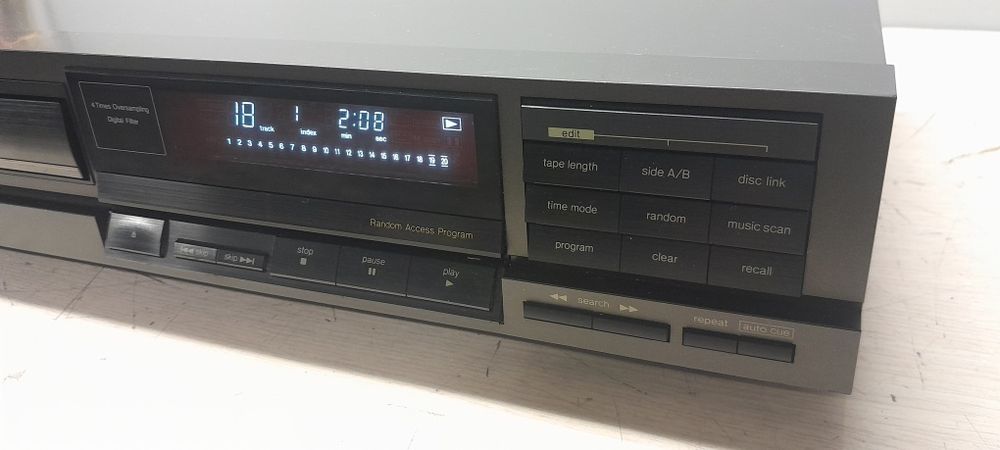 4 Times Oversampling
Digital Filter
18 1 2:08
track index min sec
1 2 3 4 5 6 7 8 9 10 11 12 13 14 15 16 17 18 19 20
Random Access Program
skip
skip
stop
pause
play
edit
tape length side A/B disc link
time mode random music scan
program clear recall
search
repeat auto cue